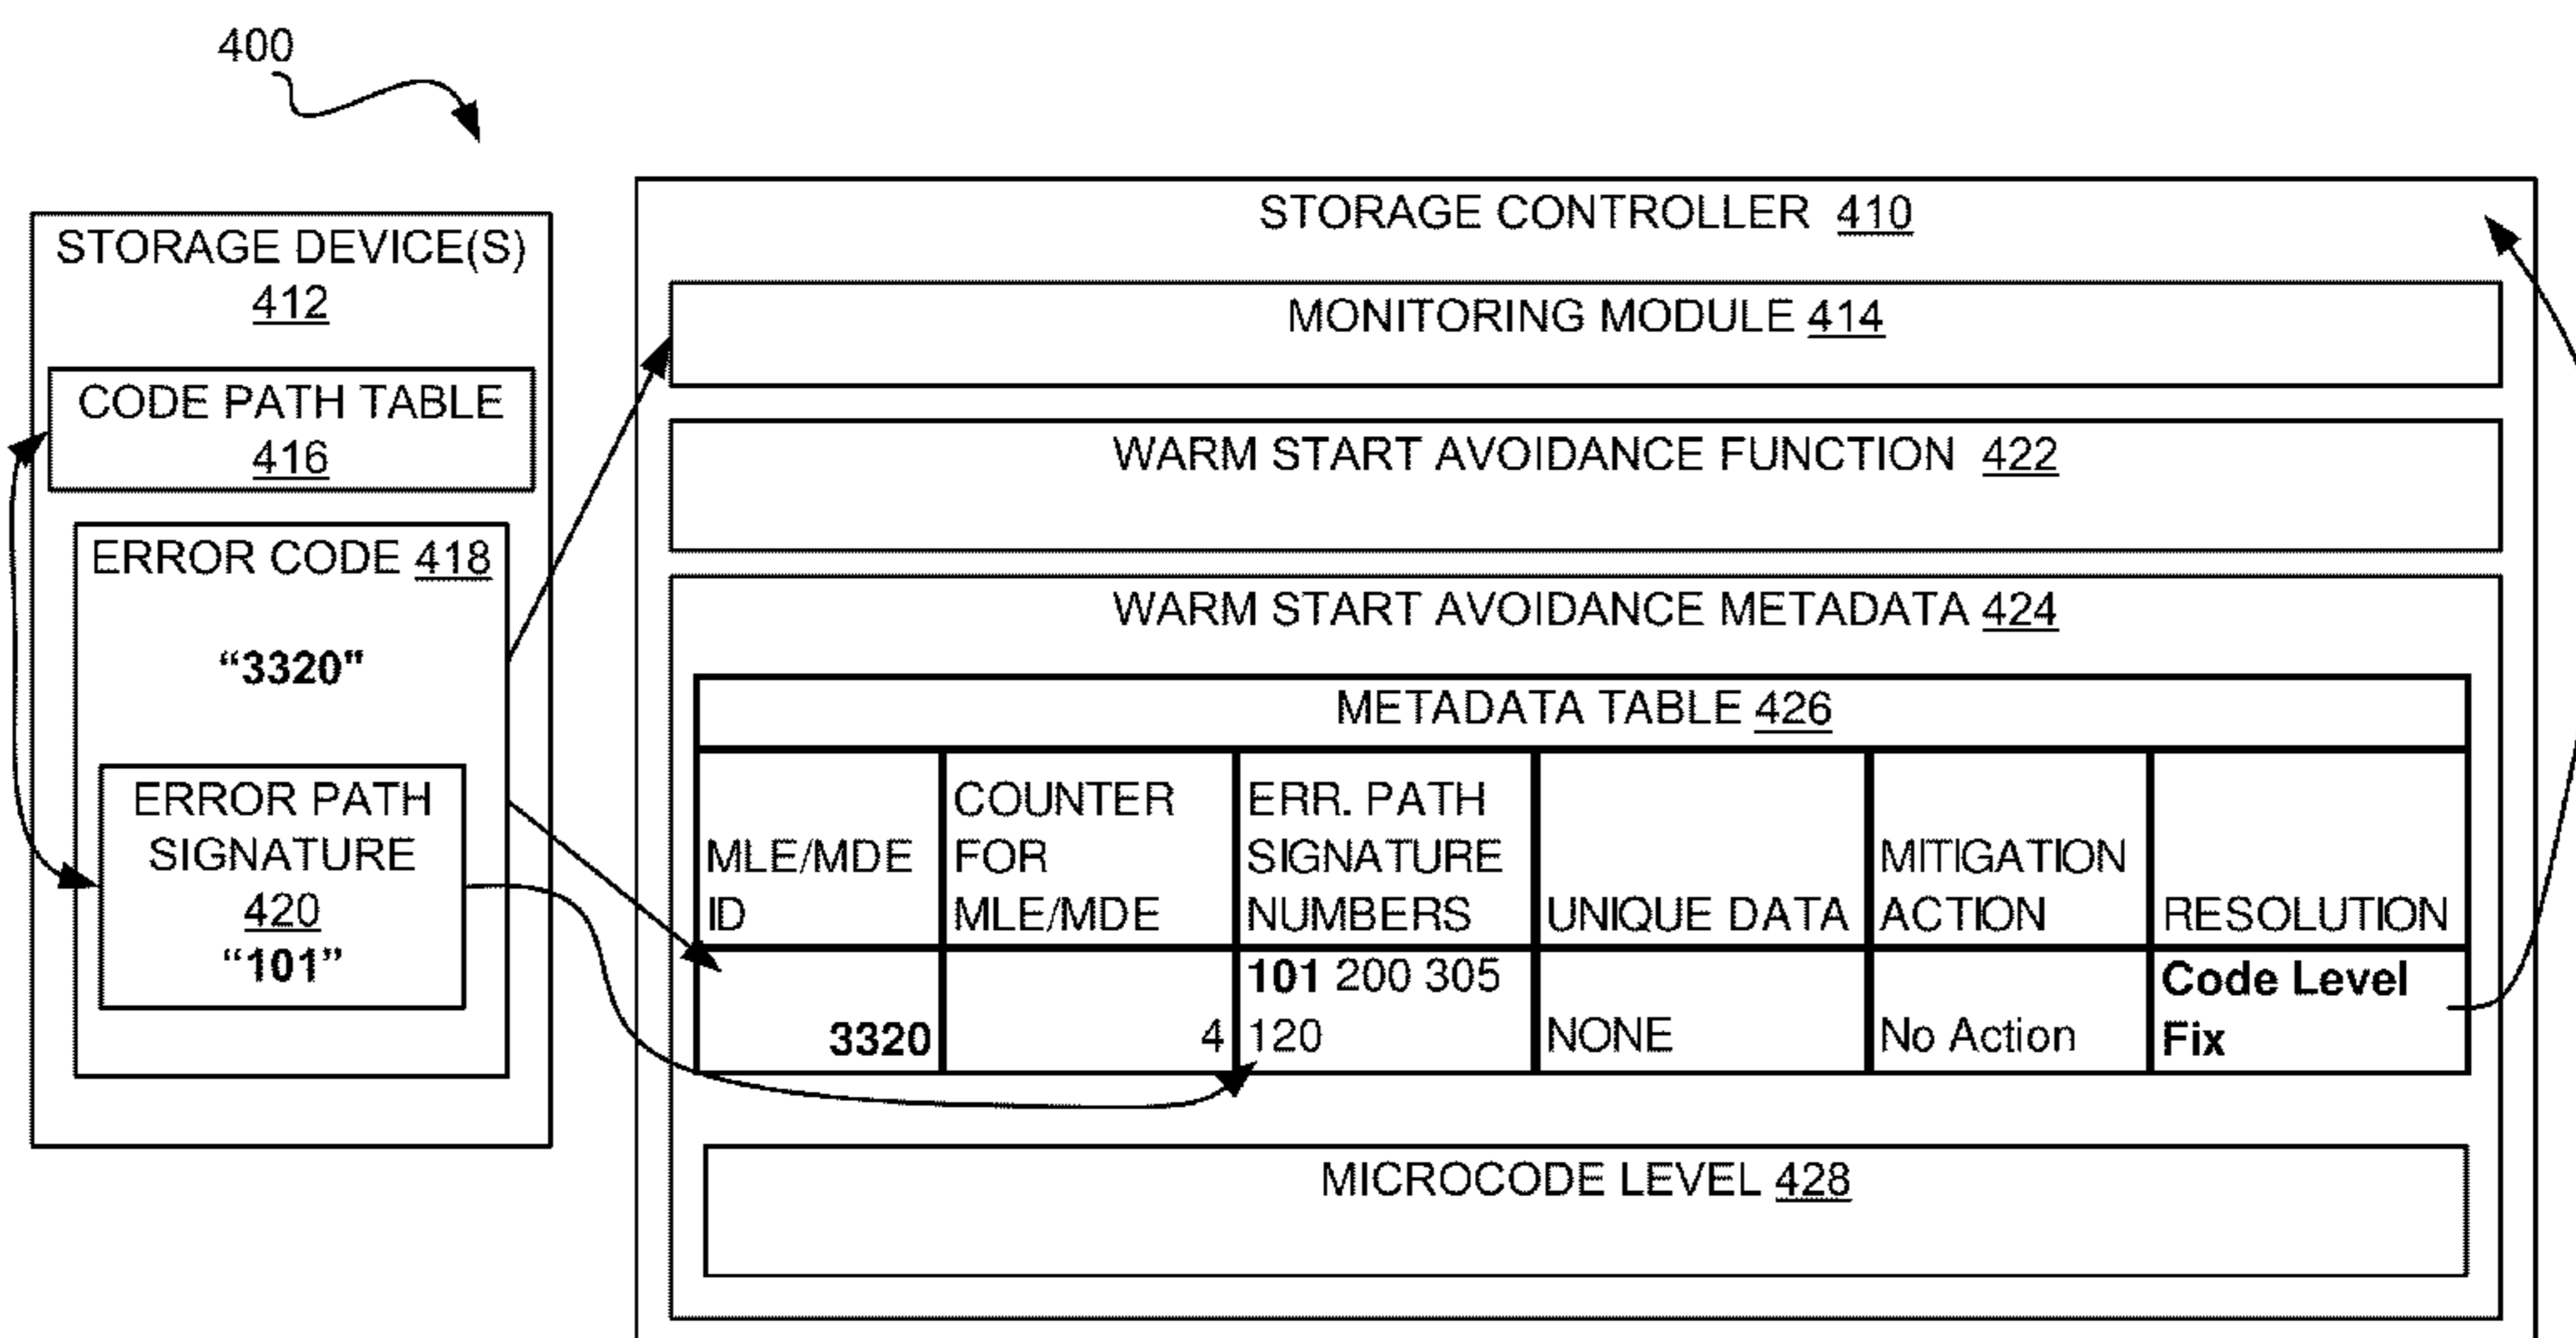 400
STORAGE DEVICE(S)
412
CODE PATH TABLE
416
ERROR CODE 418
“3320"
ERROR PATH
SIGNATURE
420
“101”
STORAGE CONTROLLER 410
MONITORING MODULE 414
WARM START AVOIDANCE FUNCTION 422
WARM START AVOIDANCE METADATA 424
METADATA TABLE 426
MLE/MDE
ID
COUNTER
FOR
MLE/MDE
ERR. PATH
SIGNATURE
NUMBERS
UNIQUE DATA
MITIGATION
ACTION
RESOLUTION
3320
4
101 200 305
120
NONE
No Action
Code Level
Fix
MICROCODE LEVEL 428